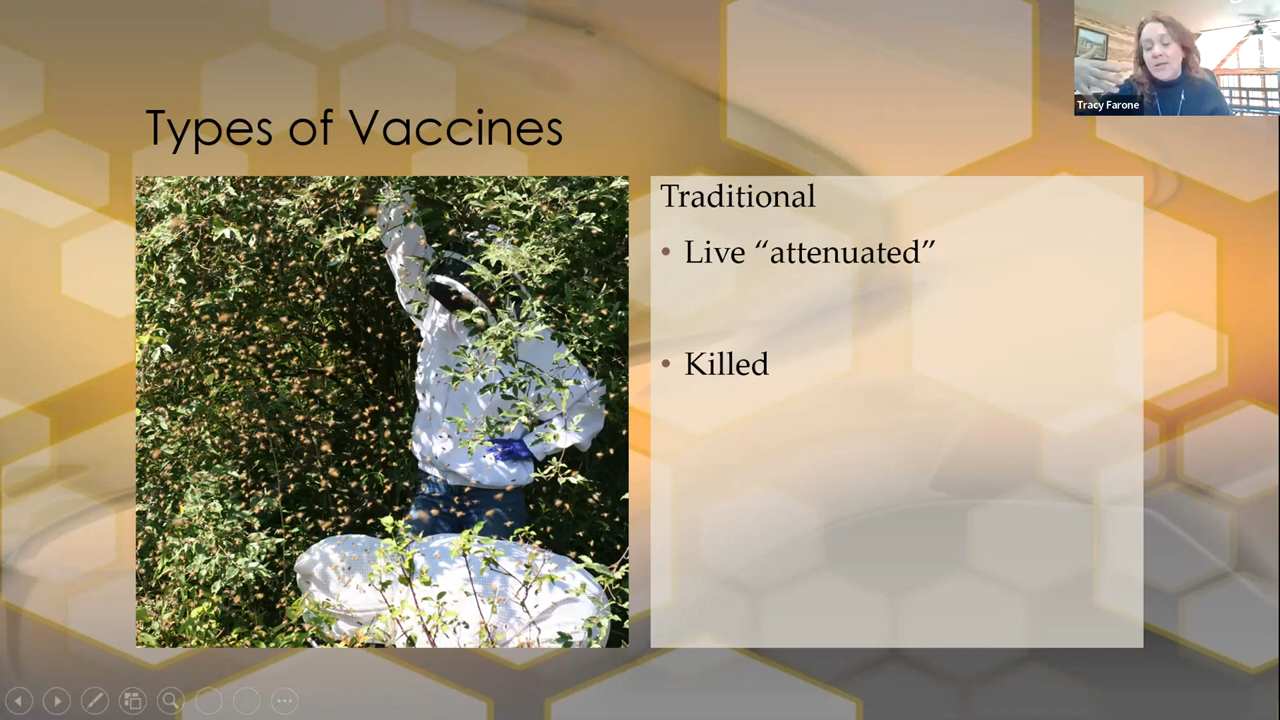 Tracy Farone
Types of Vaccines
Traditional
• Live “attenuated”
• Killed